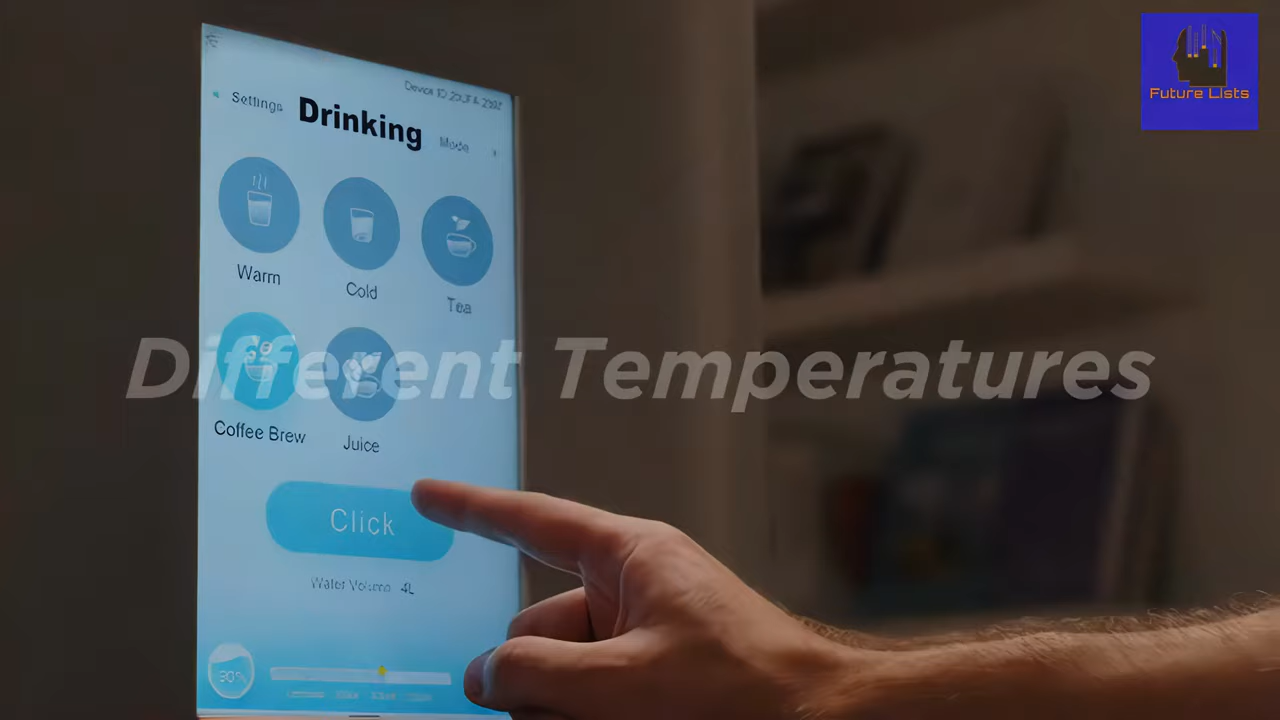 Settings
Drinking
Mode
Warm
Cold
Tea
Different Temperatures
Coffee Brew
Juice
Click
Water Volume 4L
Future Lists